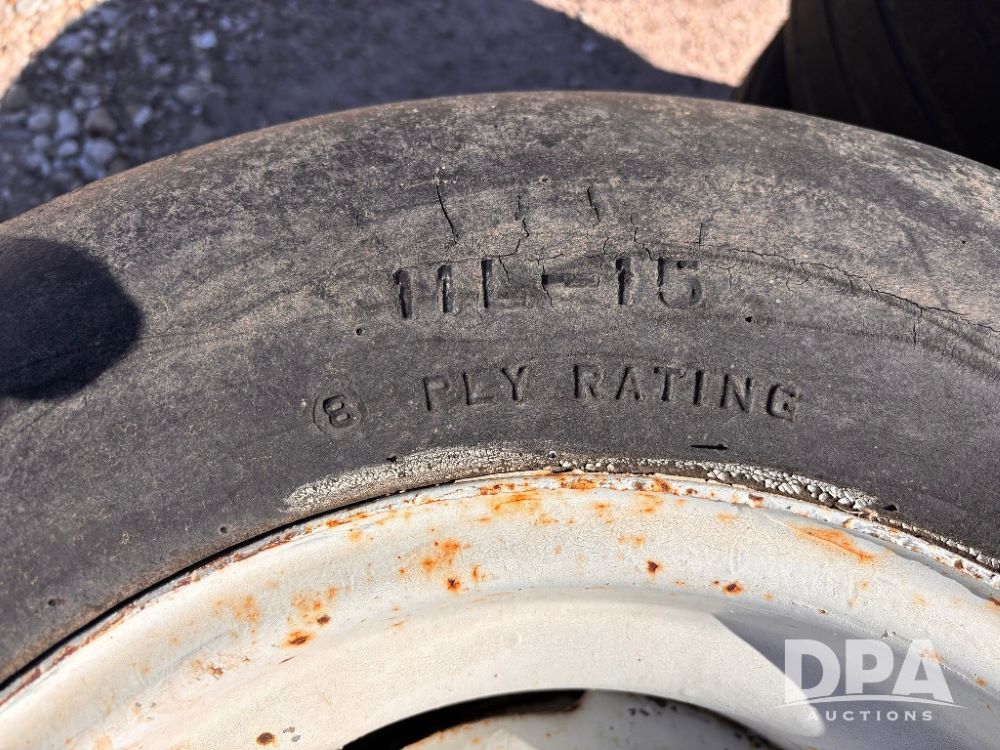 11L-15
8 PLY RATING
DPA
AUCTIONS